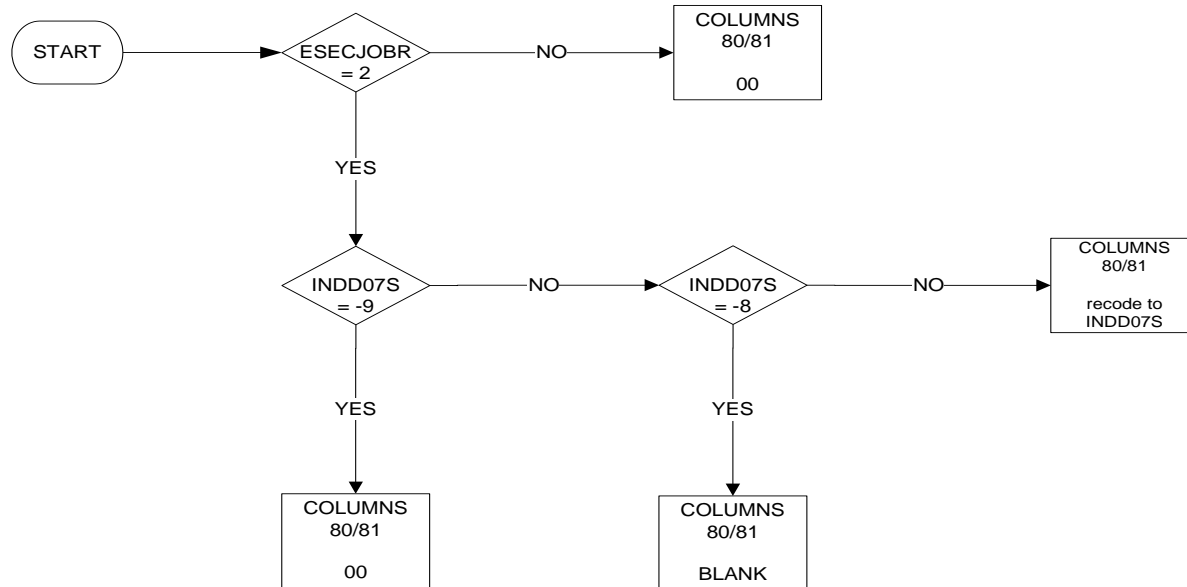 START
ESECJOBR
= 2
NO
COLUMNS
80/81
00
YES
INDD07S
= -9
NO
INDD07S
= -8
NO
COLUMNS
80/81
recode to
INDD07S
YES
YES
COLUMNS
80/81
00
COLUMNS
80/81
BLANK